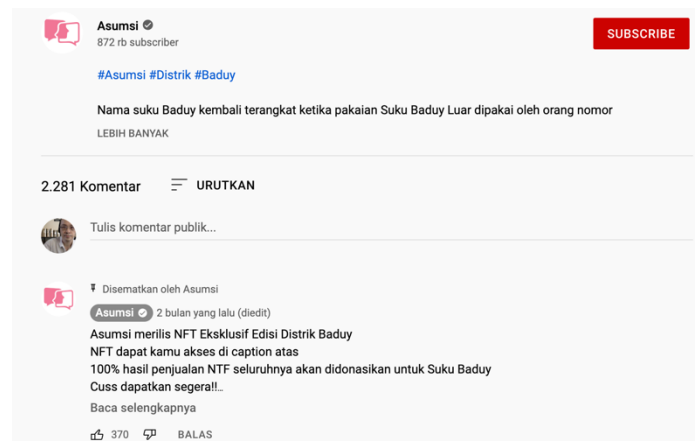 Asumsi
872 rb subscriber
SUBSCRIBE
#Asumsi #Distrik #Baduy
Nama suku Baduy kembali terangkat ketika pakaian Suku Baduy Luar dipakai oleh orang nomor
LEBIH BANYAK
2.281 Komentar
URUTKAN
Tulis komentar publik...
Disematkan oleh Asumsi
Asumsi 2 bulan yang lalu (diedit)
Asumsi merilis NFT Eksklusif Edisi Distrik Baduy
NFT dapat kamu akses di caption atas
100% hasil penjualan NTF seluruhnya akan didonasikan untuk Suku Baduy
Cuss dapatkan segera!!...
Baca selengkapnya
370 BALAS